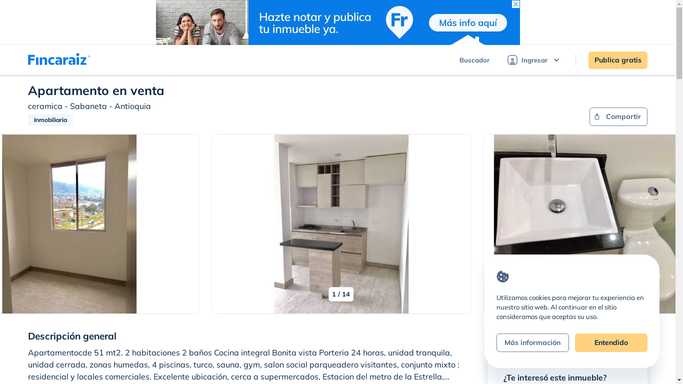 Hazte notar y publica
tu inmueble ya.
Fr
Más info aquí
Fincaraíz
Buscador
Ingresar
Publica gratis
Apartamento en venta
ceramica - Sabaneta - Antioquia
Inmobiliaria
Compartir
1 / 14
Utilizamos cookies para mejorar tu experiencia en
nuestro sitio web. Al continuar en el sitio
consideramos que aceptas su uso.
Más información
Entendido
Descripción general
Apartamentocde 51 mt2. 2 habitaciones 2 baños Cocina integral Bonita vista Porteria 24 horas, unidad tranquila,
unidad cerrada, zonas humedas, 4 piscinas, turco, sauna, gym, salon social parqueadero visitantes, conjunto mixto :
residencial y locales comerciales. Excelente ubicación, cerca a supermercados, Estacion del metro de la Estrella,...
¿Te interesó este inmueble?